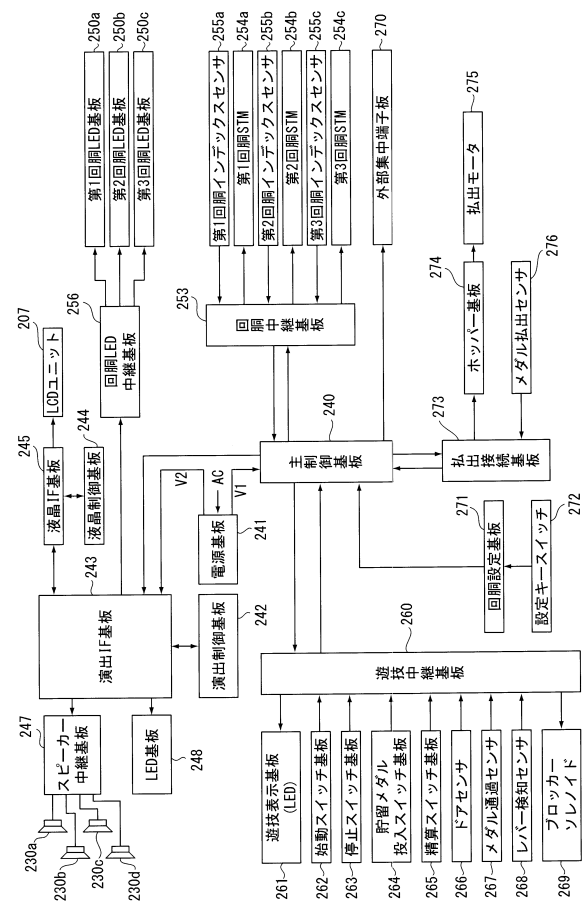 230a
230b
230c
230d
247
スピーカー
中継基板
LED基板
248
243
演出IF基板
演出制御基板
242
245
液晶IF基板
207
LCDユニット
液晶制御基板
244
256
回胴LED
中継基板
第1回胴LED基板
250a
第2回胴LED基板
250b
第3回胴LED基板
250c
V2
AC
V1
電源基板
241
主制御基板
240
253
回胴中継基板
第1回胴インデックスセンサ
255a
第1回胴STM
254a
第2回胴インデックスセンサ
255b
第2回胴STM
254b
第3回胴インデックスセンサ
255c
第3回胴STM
254c
外部集中端子板
270
273
払出接続基板
274
ホッパー基板
払出モータ
275
メダル払出センサ
276
271
回胴設定基板
設定キースイッチ
272
260
遊技中継基板
261
遊技表示基板
(LED)
262
始動スイッチ基板
263
停止スイッチ基板
264
貯留メダル
投入スイッチ基板
265
精算スイッチ基板
266
ドアセンサ
267
メダル通過センサ
268
レバー検知センサ
269
ブロッカー
ソレノイド